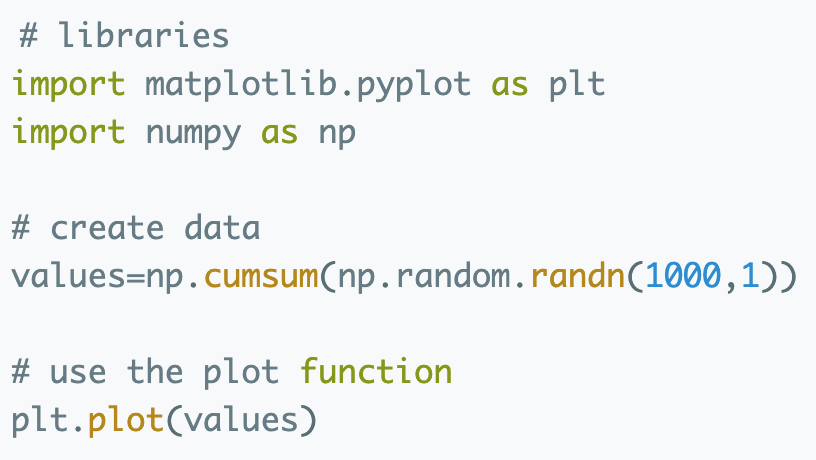 # libraries
import matplotlib.pyplot as plt
import numpy as np
# create data
values=np.cumsum(np.random.randn(1000,1))
# use the plot function
plt.plot(values)